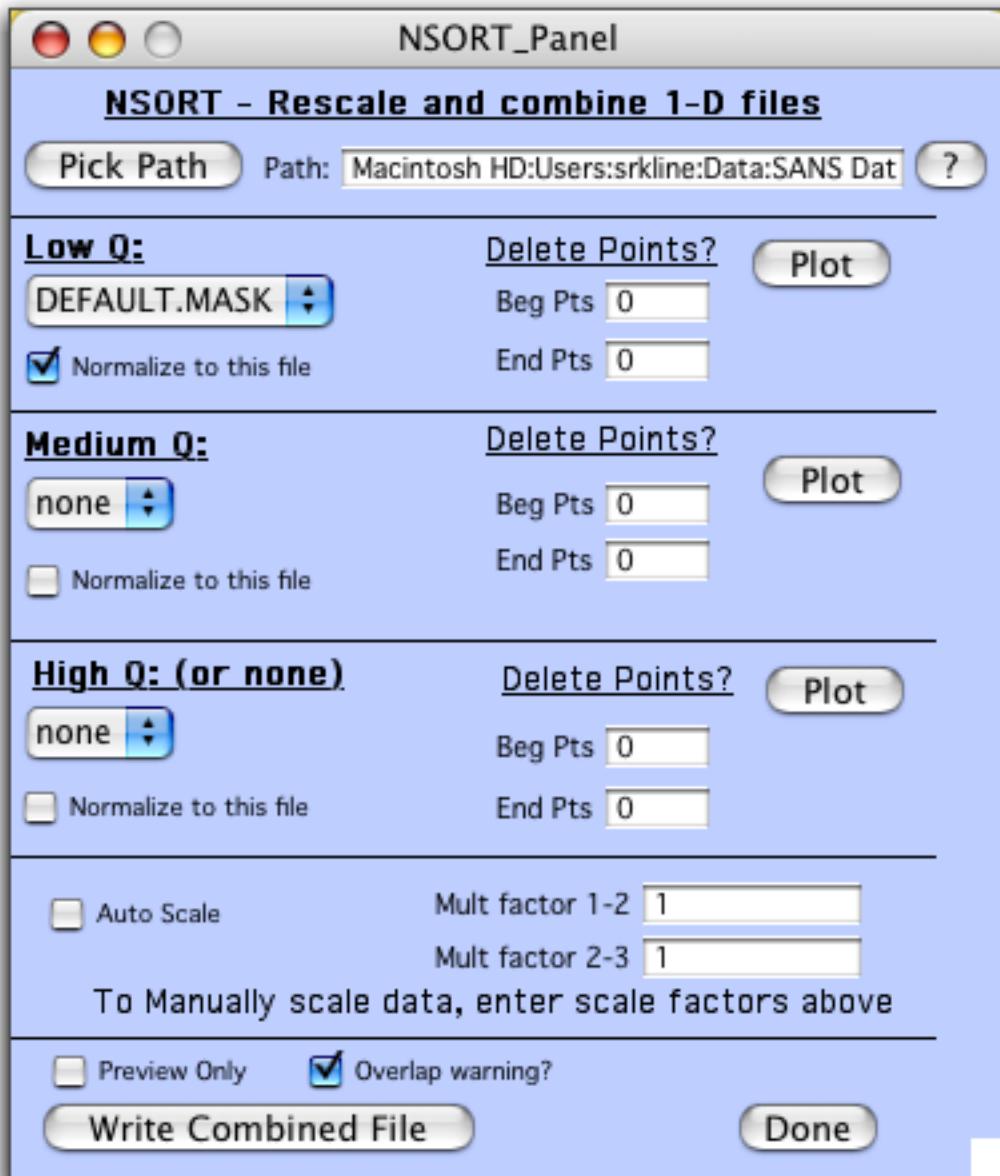 NSORT_Panel
NSORT - Rescale and combine 1-D files
Pick Path Path: Macintosh HD:Users:srkline:Data:SANS Dat ?
Low Q: Delete Points? Plot
DEFAULT.MASK Beg Pts 0
Normalize to this file End Pts 0
Medium Q: Delete Points? Plot
none Beg Pts 0
Normalize to this file End Pts 0
High Q: (or none) Delete Points? Plot
none Beg Pts 0
Normalize to this file End Pts 0
Auto Scale Mult factor 1-2 1
Mult factor 2-3 1
To Manually scale data, enter scale factors above
Preview Only Overlap warning?
Write Combined File Done